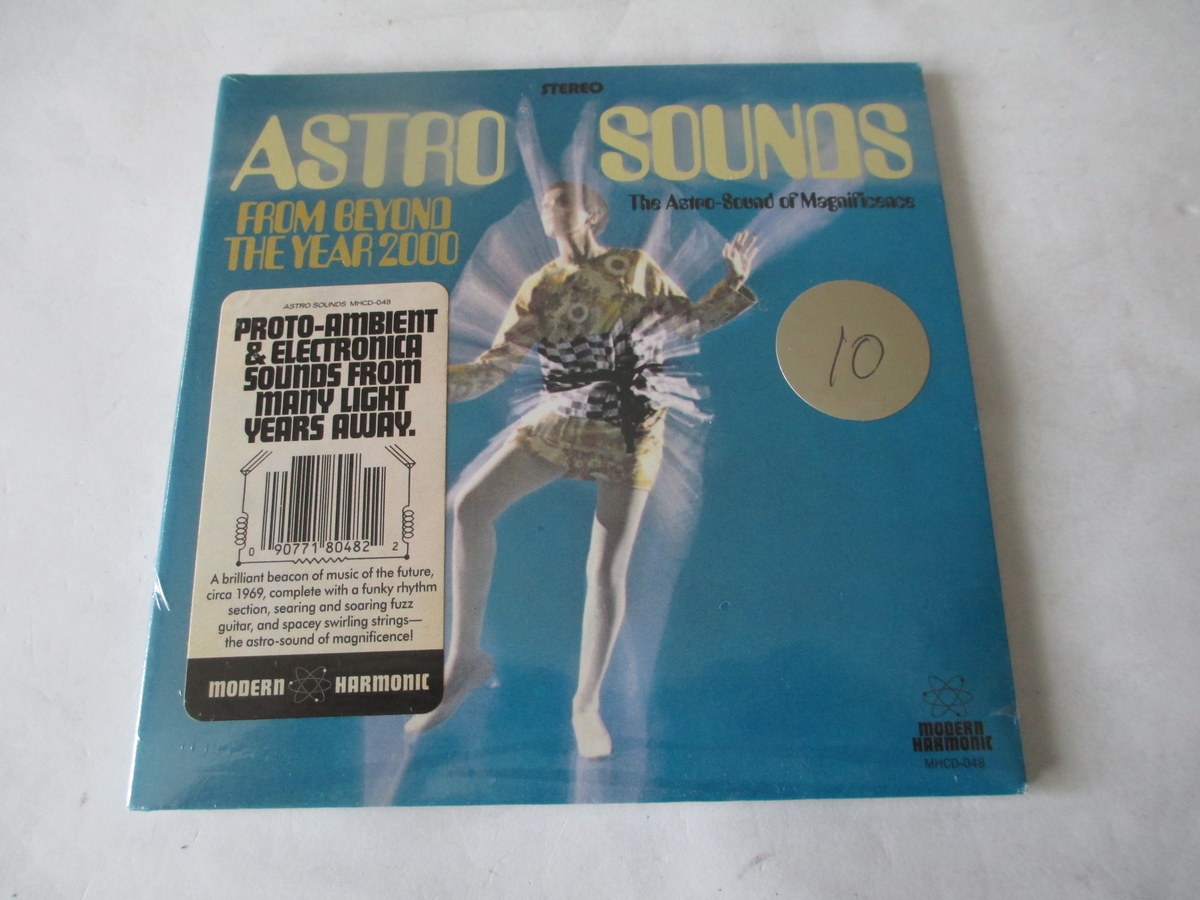 STEREO
ASTRO SOUNDS
The Astro-Sound of Magnificence
FROM BEYOND
THE YEAR 2000
ASTRO SOUNDS MHCD-048
PROTO-AMBIENT
& ELECTRONICA
SOUNDS FROM
MANY LIGHT
YEARS AWAY.
0 90771 80482 2
A brilliant beacon of music of the future,
circa 1969, complete with a funky rhythm
section, searing and soaring fuzz
guitar, and spacey swirling strings—
the astro-sound of magnificence!
MODERN HARMONIC
10
MODERN
HARMONIC
MHCD-048